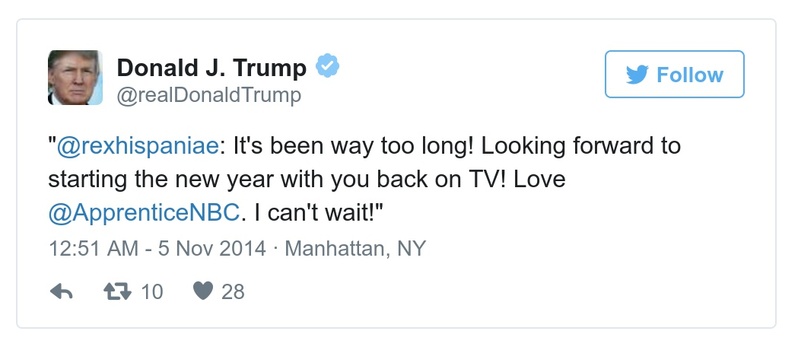 Donald J. Trump
@realDonaldTrump
Follow
"@rexhispaniae: It's been way too long! Looking forward to
starting the new year with you back on TV! Love
@ApprenticeNBC. I can't wait!"
12:51 AM - 5 Nov 2014 · Manhattan, NY
10 28